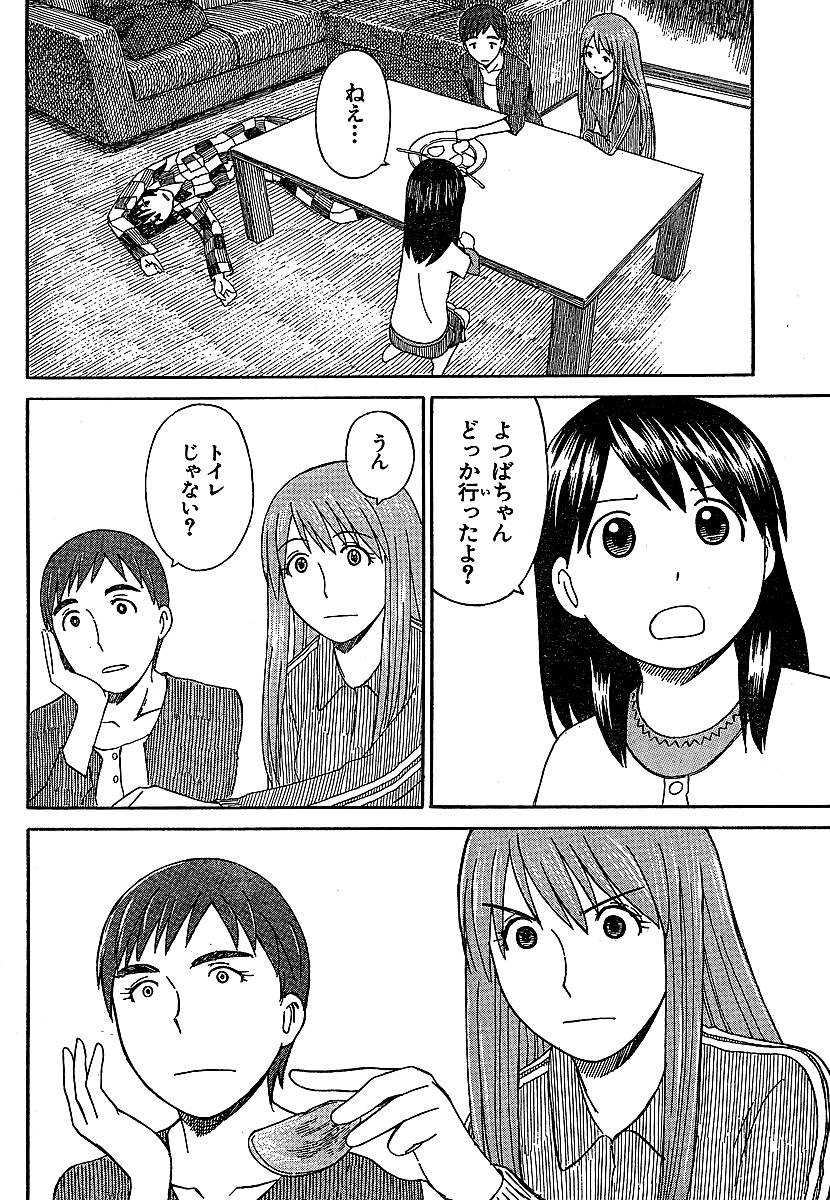 ねえ…
よつばちゃん
どっか行ったよ？
うん
トイレ
じゃない？